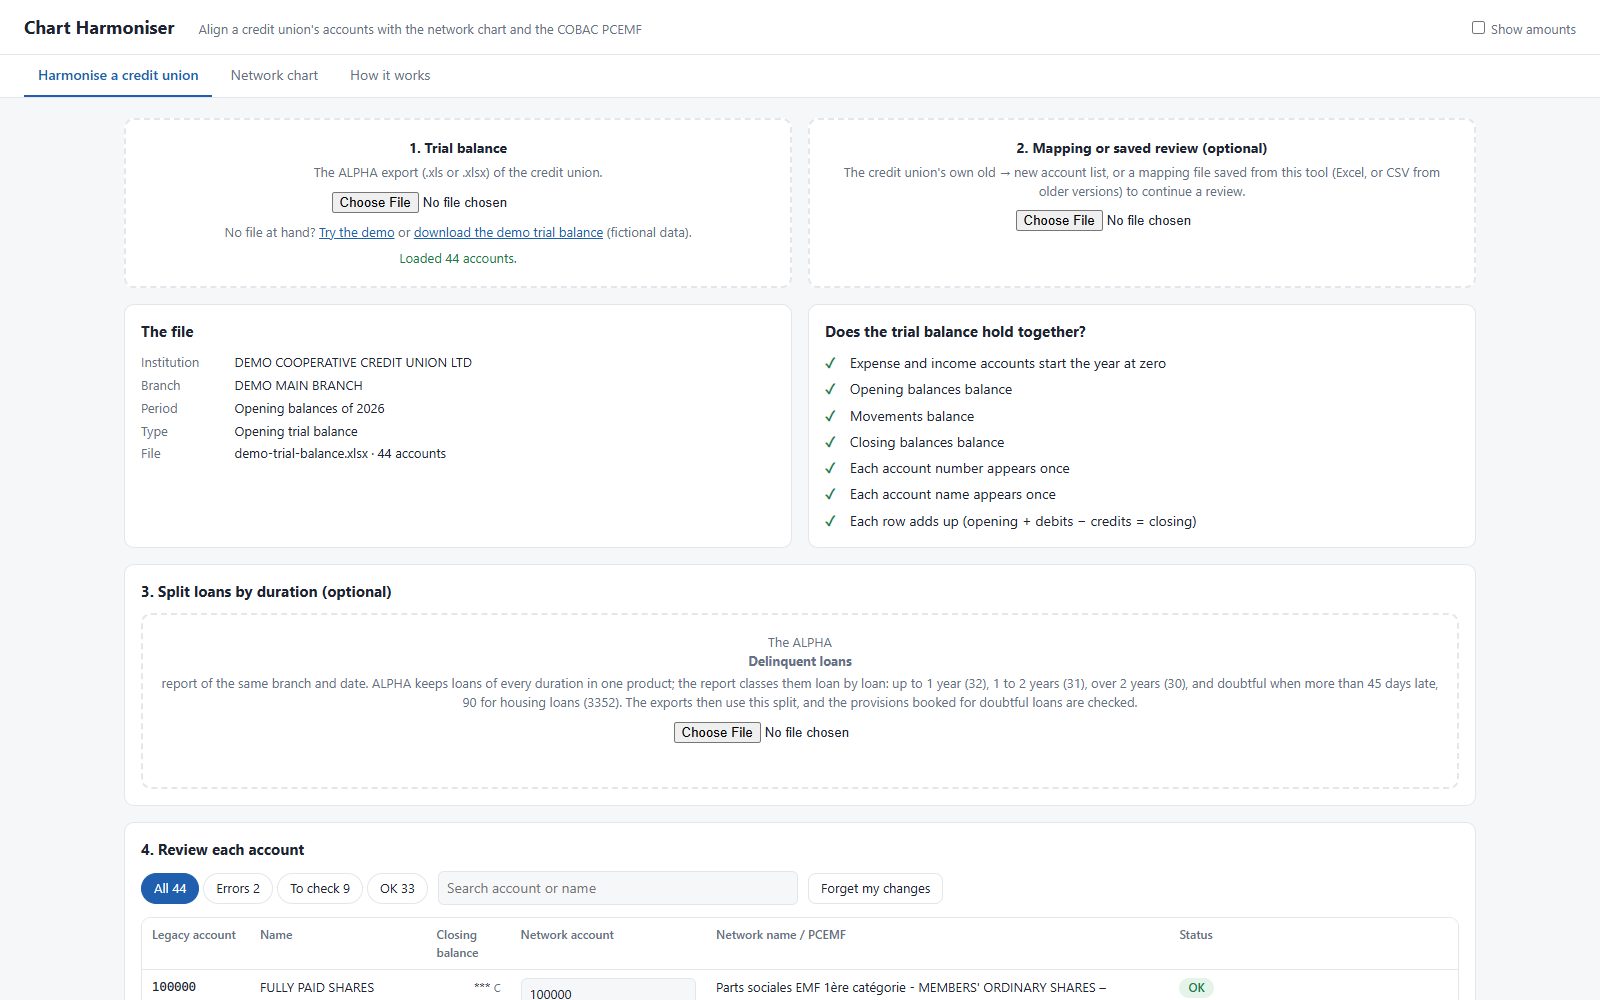 Chart Harmoniser
Align a credit union's accounts with the network chart and the COBAC PCEMF
Show amounts
Harmonise a credit union
Network chart
How it works
1. Trial balance
The ALPHA export (.xls or .xlsx) of the credit union.
Choose File No file chosen
No file at hand? Try the demo or download the demo trial balance (fictional data).
Loaded 44 accounts.
2. Mapping or saved review (optional)
The credit union's own old → new account list, or a mapping file saved from this tool (Excel, or CSV from
older versions) to continue a review.
Choose File No file chosen
The file
Institution DEMO COOPERATIVE CREDIT UNION LTD
Branch DEMO MAIN BRANCH
Period Opening balances of 2026
Type Opening trial balance
File demo-trial-balance.xlsx · 44 accounts
Does the trial balance hold together?
✓ Expense and income accounts start the year at zero
✓ Opening balances balance
✓ Movements balance
✓ Closing balances balance
✓ Each account number appears once
✓ Each account name appears once
✓ Each row adds up (opening + debits − credits = closing)
3. Split loans by duration (optional)
The ALPHA
Delinquent loans
report of the same branch and date. ALPHA keeps loans of every duration in one product; the report classes them loan by loan: up to 1 year (32), 1 to 2 years (31), over 2 years (30), and doubtful when more than 45 days late,
90 for housing loans (3352). The exports then use this split, and the provisions booked for doubtful loans are checked.
Choose File No file chosen
4. Review each account
All 44
Errors 2
To check 9
OK 33
Search account or name
Forget my changes
Legacy account
Name
Closing
balance
Network account
Network name / PCEMF
Status
100000
FULLY PAID SHARES
*** C
100000
Parts sociales EMF 1ère catégorie - MEMBERS' ORDINARY SHARES –
OK